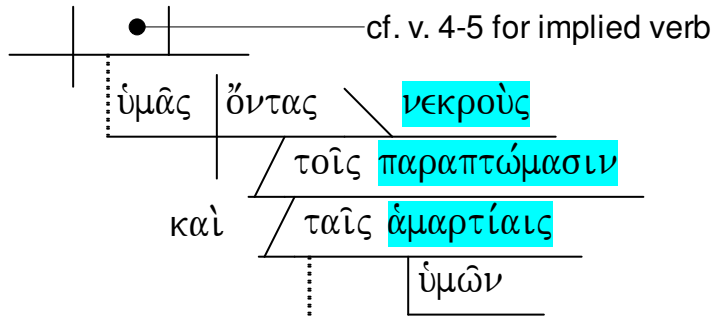 cf. v. 4-5 for implied verb
ὑμᾶς ὄντας νεκροὺς
τοῖς παραπτώμασιν
καὶ ταῖς ἁμαρτίαις
ὑμῶν